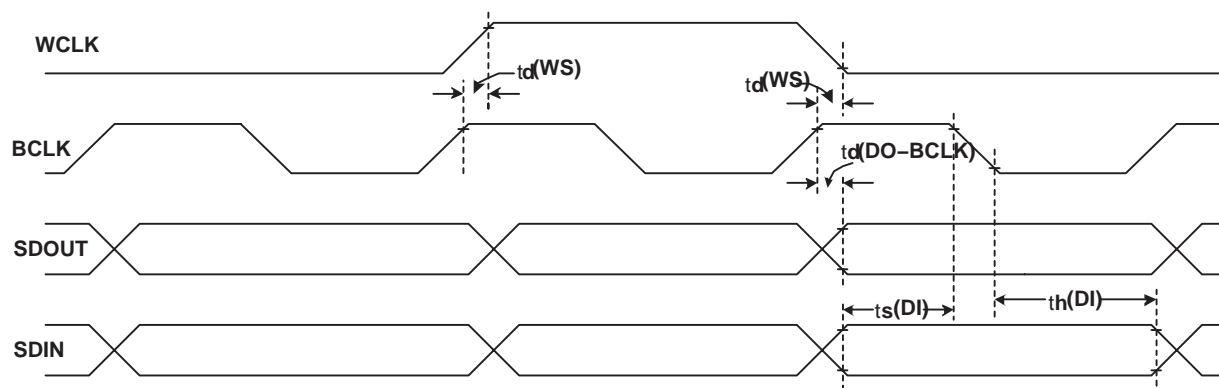 WCLK
td(WS)
td(WS)
BCLK
td(DO−BCLK)
SDOUT
ts(DI)
th(DI)
SDIN